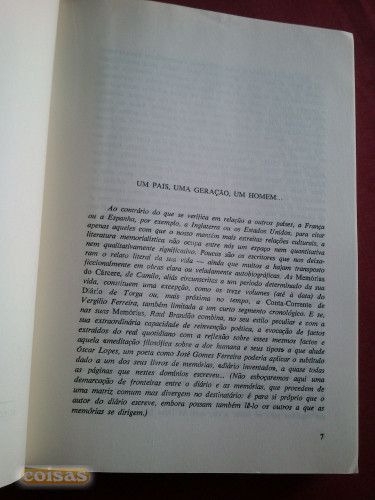 UM PAÍS, UMA GERAÇÃO, UM HOMEM...
Ao contrário do que se verifica em relação a outros países, a França
ou a Espanha, por exemplo, a Inglaterra ou os Estados Unidos, para citar
apenas aqueles com que o nosso mantém mais estreitas relações culturais, a
literatura memorialística não ocupa entre nós um espaço nem quantitativa
nem qualitativamente significativo. Poucos são os escritores que nos deixam
o relato literal da sua vida — ainda que muitos a hajam transposto
ficcionalmente em obras clara ou veladamente autobiográficas. As Memórias
do Cárcere, de Camilo, aliás circunscritas a um período determinado da sua
vida, constituem uma excepção, como os treze volumes (até à data) do
Diário de Torga ou, mais próxima no tempo, a Conta-Corrente de
Vergílio Ferreira, também limitada a um curto segmento cronológico. E se,
nas suas Memórias, Raul Brandão combina, no seu estilo peculiar e com a
sua extraordinária capacidade de reinvenção poética, a evocação de factos
extraídos do real quotidiano com a reflexão sobre esses mesmos factos e
aquela «meditação filosófica sobre a dor humana e seus tipos» a que alude
Óscar Lopes, um poeta como José Gomes Ferreira poderia aplicar o subtítulo
dado a um dos seus livros de memórias, «diário inventado», a quase todas
as páginas que nestes domínios escreveu... (Não esboçaremos aqui uma
demarcação de fronteiras entre o diário e as memórias, que procedem de
uma matriz comum mas divergem no destinatário: é para si próprio que o
autor do diário escreve, embora possam também lê-lo os outros a que as
memórias se dirigem.)
7
coisas